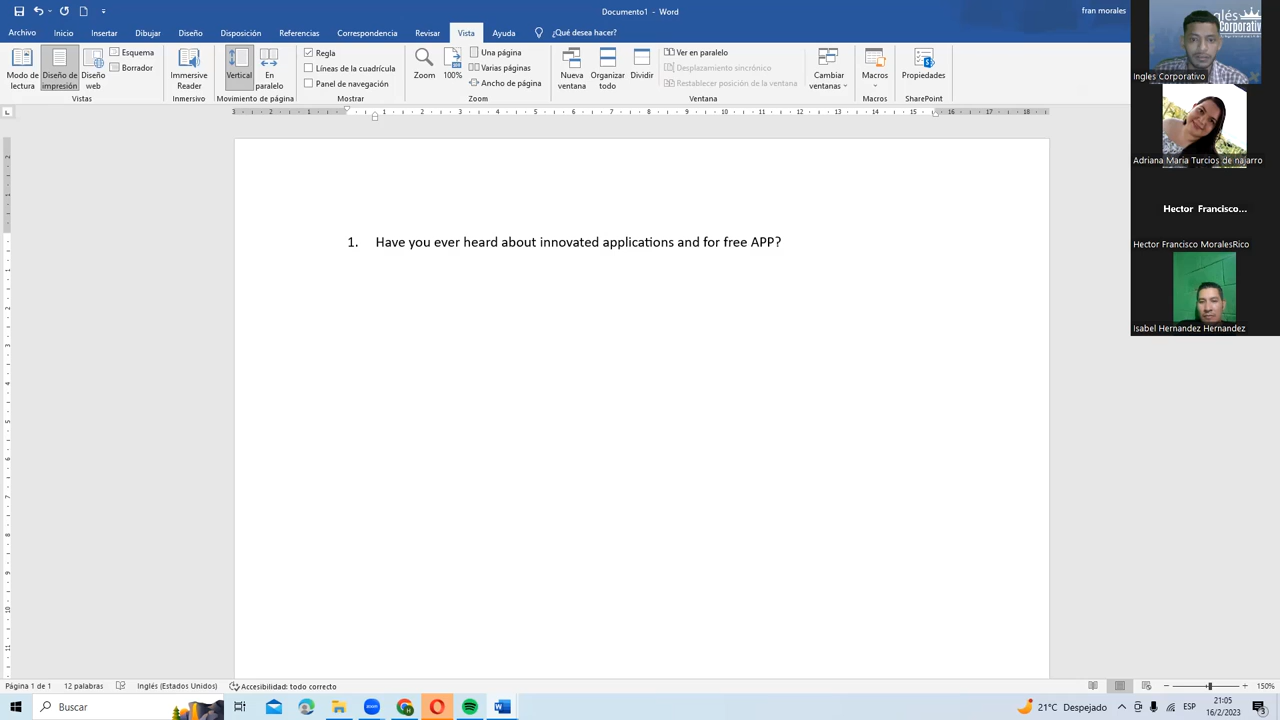 Documento1 - Word
fran morales
Archivo Inicio Insertar Dibujar Diseño Disposición Referencias Correspondencia Revisar Vista Ayuda ¿Qué desea hacer?
Modo de lectura
Diseño de impresión
Diseño web
Esquema
Borrador
Vistas
Immersive Reader
Inmersivo
Vertical
En paralelo
Movimiento de página
Regla
Líneas de la cuadrícula
Panel de navegación
Mostrar
Zoom
100%
Una página
Varias páginas
Ancho de página
Zoom
Nueva ventana
Organizar todo
Dividir
Ver en paralelo
Desplazamiento sincrónico
Restablecer posición de la ventana
Ventana
Cambiar ventanas
Macros
Macros
Propiedades
SharePoint
Ingles Corporativo
Adriana Maria Turcios de najarro
Hector Francisco...
Hector Francisco MoralesRico
Isabel Hernandez Hernandez
1. Have you ever heard about innovated applications and for free APP?
Página 1 de 1 12 palabras Inglés (Estados Unidos) Accesibilidad: todo correcto 150%
Buscar
21°C Despejado ESP 21:05
16/2/2023